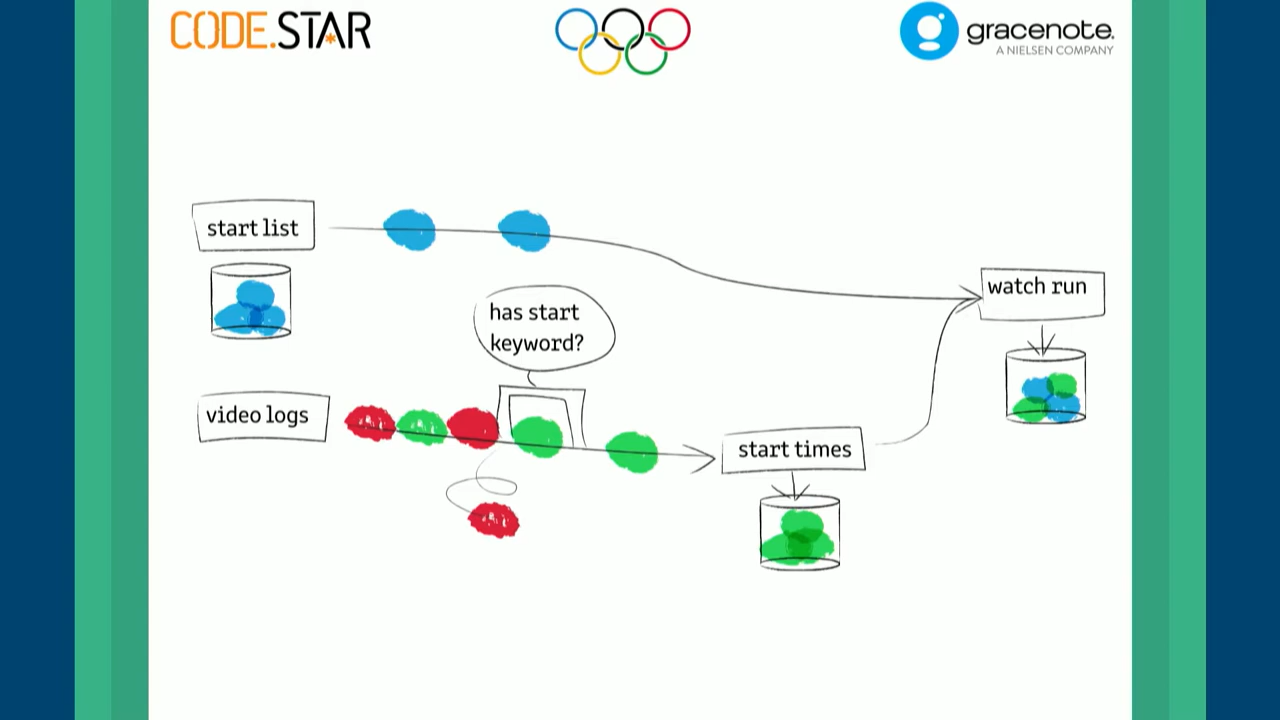 CODE.STAR
gracenote.
A NIELSEN COMPANY
start list
watch run
has start
keyword?
video logs
start times